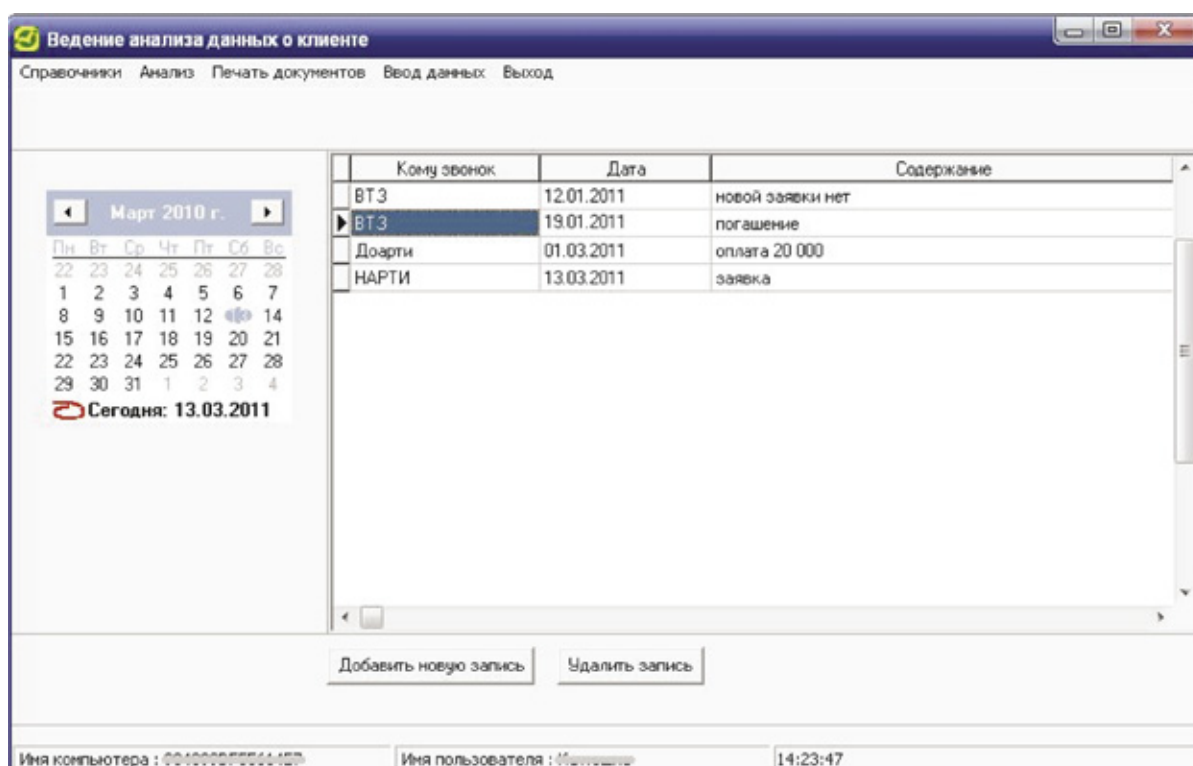 Ведение анализа данных о клиенте
Справочники Анализ Печать документов Ввод данных Выход
Март 2010 г.
Пн Вт Ср Чт Пт Сб Вс
22 23 24 25 26 27 28
1 2 3 4 5 6 7
8 9 10 11 12 14
15 16 17 18 19 20 21
22 23 24 25 26 27 28
29 30 31 1 2 3 4
Сегодня: 13.03.2011
Кому звонок Дата Содержание
ВТЗ 12.01.2011 новой заявки нет
ВТЗ 19.01.2011 погашение
Доарти 01.03.2011 оплата 20 000
НАРТИ 13.03.2011 заявка
Добавить новую запись Удалить запись
Имя компьютера : Имя пользователя : 14:23:47